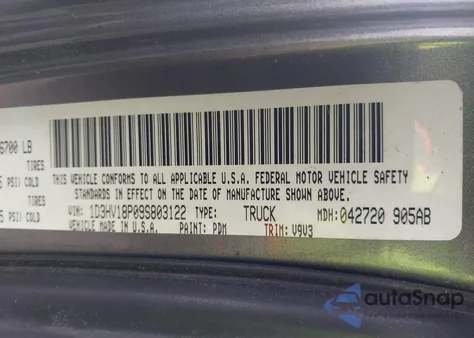 6700 LB
TIRES
5 PSI) COLD
TIRES
5 PSI) COLD
THIS VEHICLE CONFORMS TO ALL APPLICABLE U.S.A. FEDERAL MOTOR VEHICLE SAFETY
STANDARDS IN EFFECT ON THE DATE OF MANUFACTURE SHOWN ABOVE.
VIN: 1D3HV18P09S803122 TYPE: TRUCK MDH: 042720 905AB
VEHICLE MADE IN U.S.A. PAINT: PDM TRIM: V9V3
autoSnap